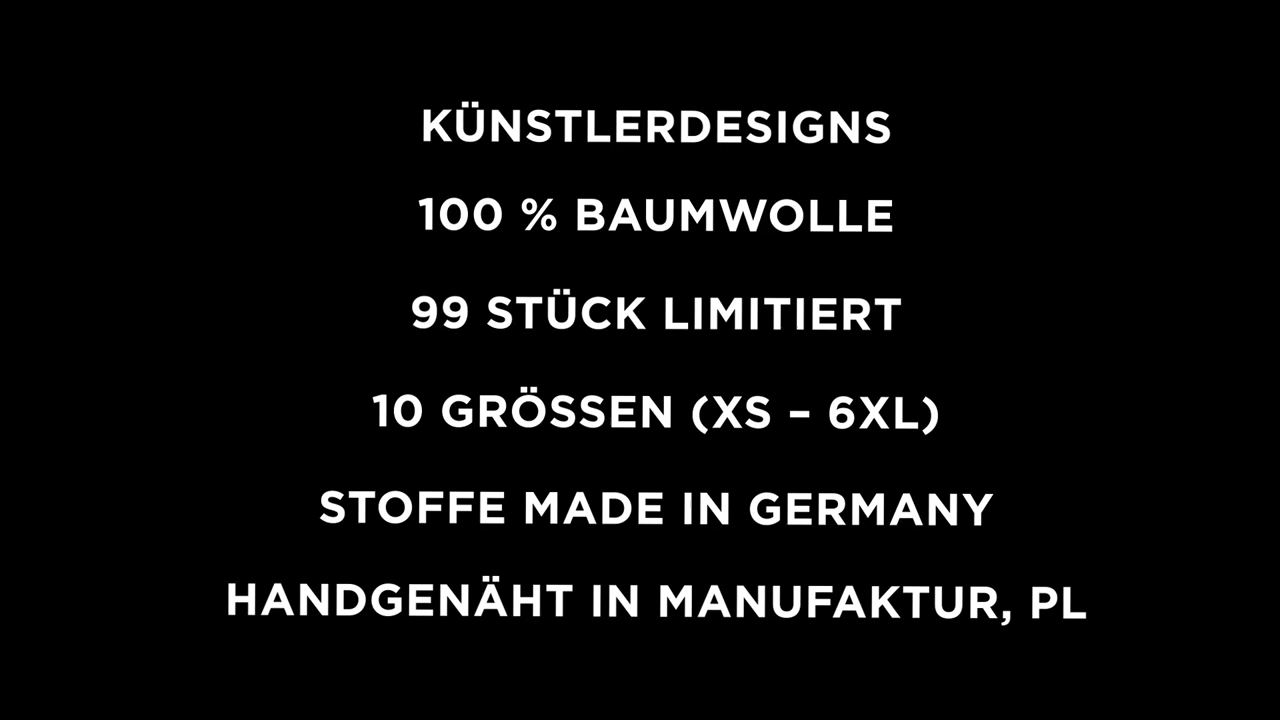 KÜNSTLERDESIGNS
100 % BAUMWOLLE
99 STÜCK LIMITIERT
10 GRÖSSEN (XS – 6XL)
STOFFE MADE IN GERMANY
HANDGENÄHT IN MANUFAKTUR, PL